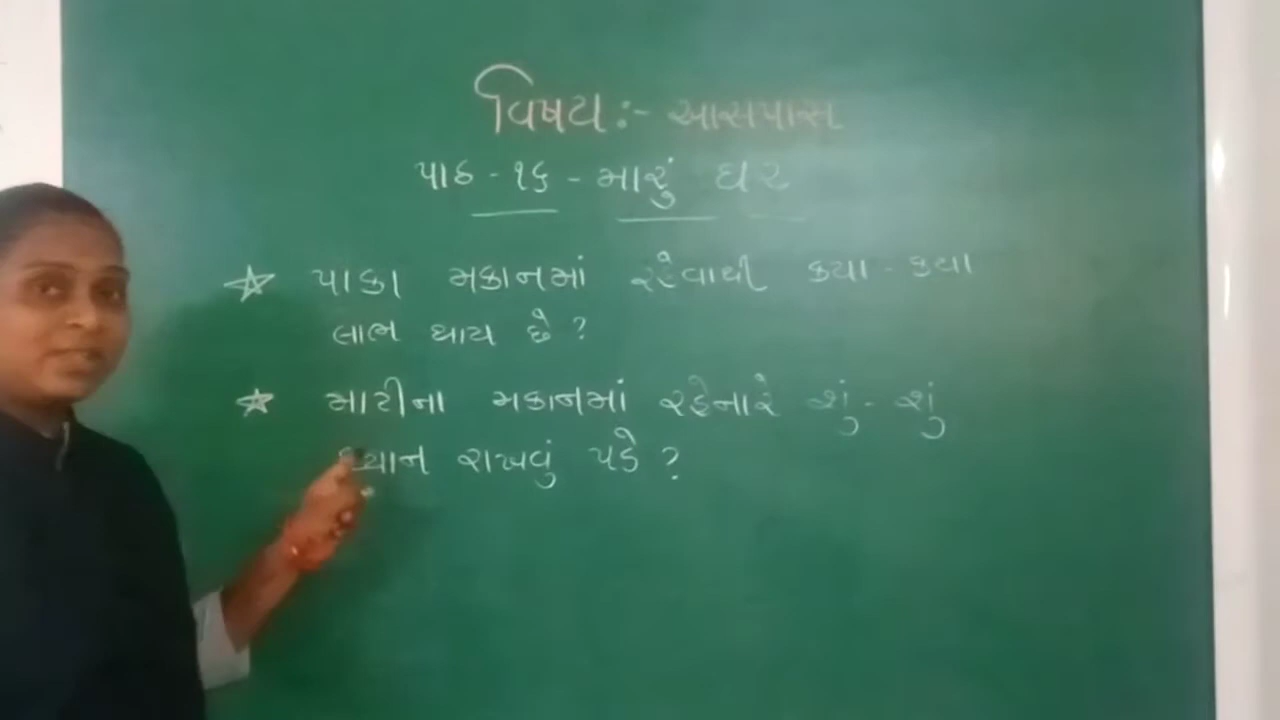 વિષય :- આસપાસ
પાઠ - ૧૬ - મારું ઘર
પાકા મકાનમાં રહેવાથી કયા - કયા
લાભ થાય છે ?
માટીના મકાનમાં રહેનારે શું - શું
ધ્યાન રાખવું પડે ?